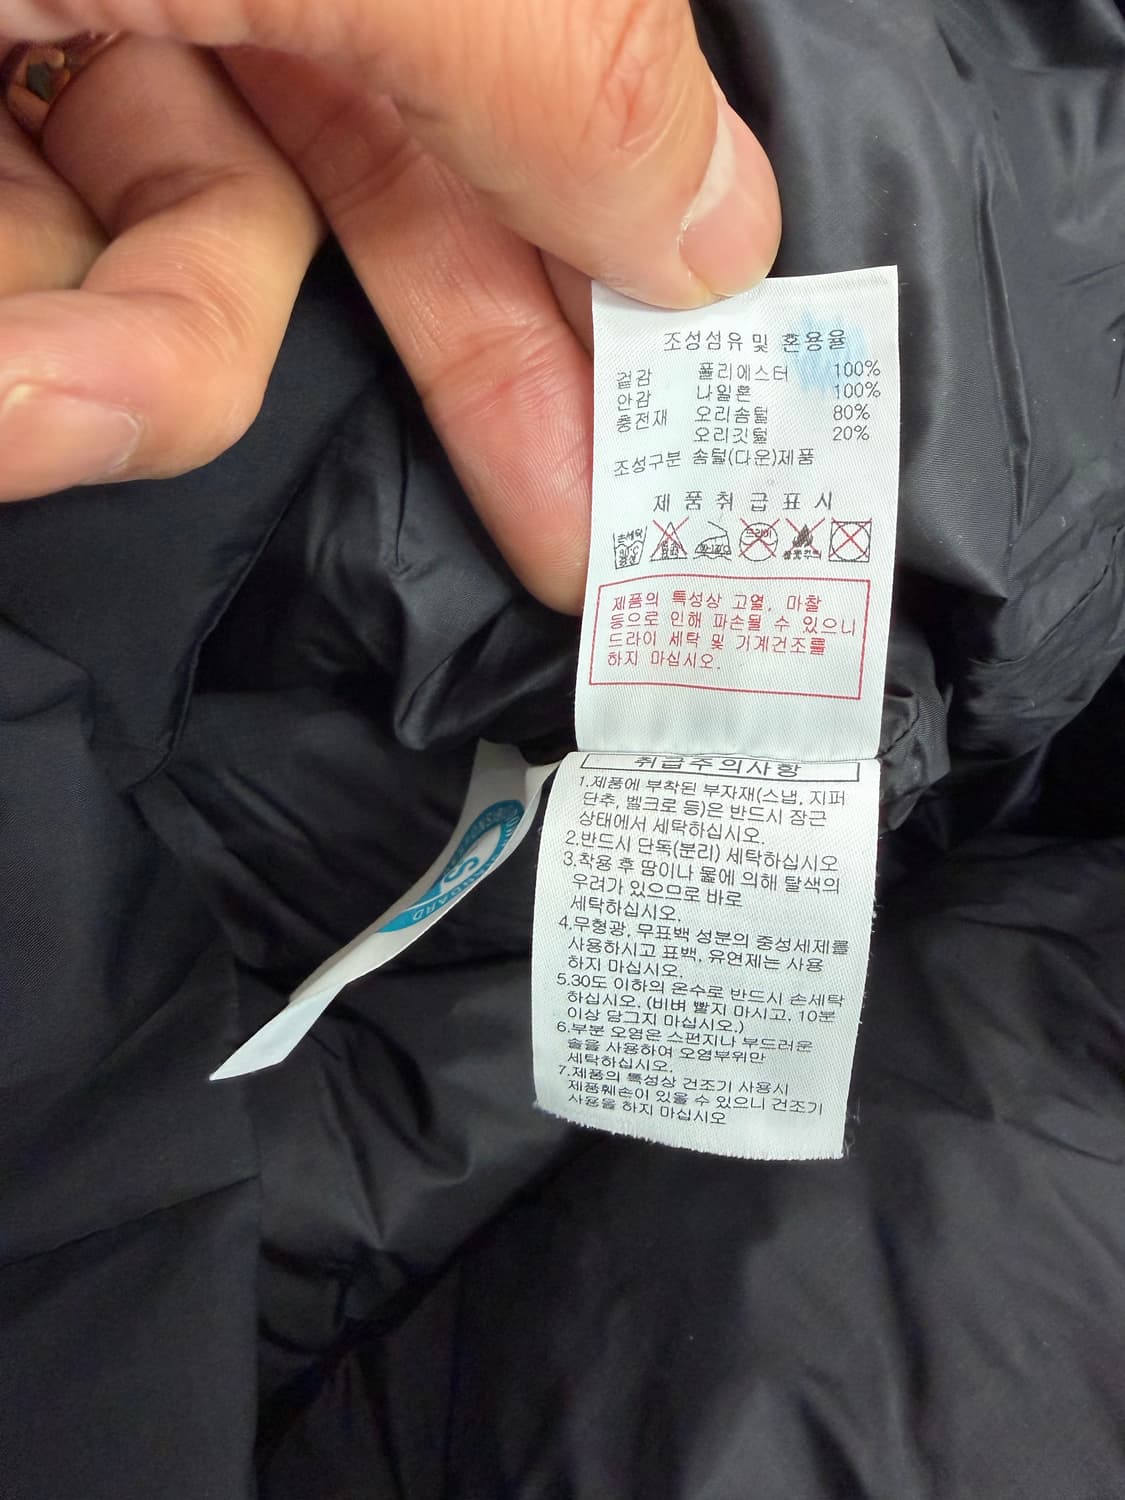 조성섬유 및 혼용율
겉감 폴리에스터 100%
안감 나일론 100%
충전재 오리솜털 80%
오리깃털 20%
조성구분 솜털(다운)제품
제 품 취 급 표 시
손세탁 드라이
제품의 특성상 고열, 마찰
등으로 인해 파손될 수 있으니
드라이 세탁 및 기계건조를
하지 마십시오.
취급주의사항
1.제품에 부착된 부자재(스냅, 지퍼
단추, 벨크로 등)은 반드시 잠근
상태에서 세탁하십시오.
2.반드시 단독(분리) 세탁하십시오
3.착용 후 땀이나 물에 의해 탈색의
우려가 있으므로 바로
세탁하십시오.
4.무형광, 무표백 성분의 중성세제를
사용하시고 표백, 유연제는 사용
하지 마십시오.
5.30도 이하의 온수로 반드시 손세탁
하십시오. (비벼 빨지 마시고, 10분
이상 담그지 마십시오.)
6.부분 오염은 스펀지나 부드러운
솔을 사용하여 오염부위만
세탁하십시오.
7.제품의 특성상 건조기 사용시
제품훼손이 있을 수 있으니 건조기
사용을 하지 마십시오